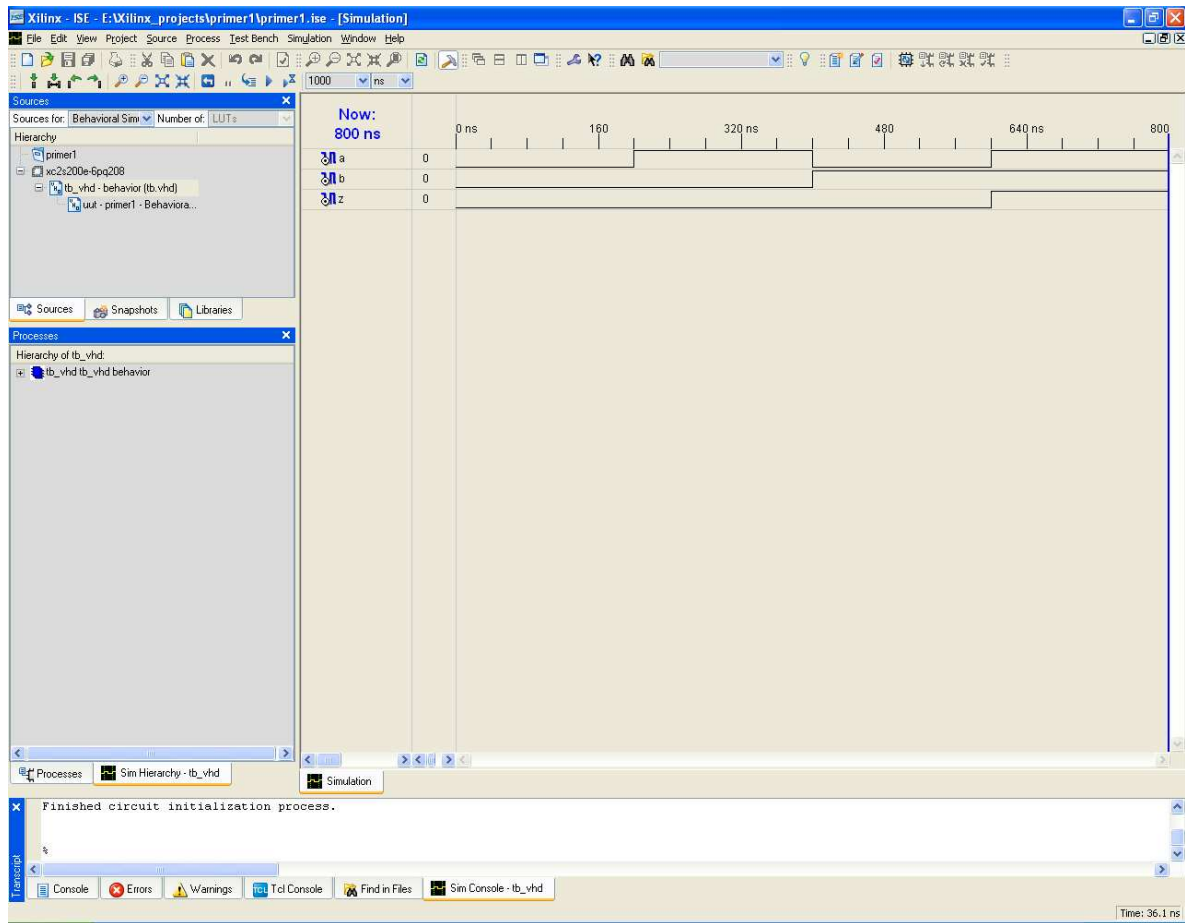 Xilinx - ISE - E:\Xilinx_projects\primer1\primer1.ise - [Simulation]
File Edit View Project Source Process Test Bench Simulation Window Help
1000 ns
Sources
Sources for: Behavioral Sim Number of: LUTs
Hierarchy
primer1
xc2s200e-6pq208
tb_vhd - behavior (tb.vhd)
uut - primer1 - Behaviora...
Sources Snapshots Libraries
Processes
Hierarchy of tb_vhd:
tb_vhd tb_vhd behavior
Processes Sim Hierarchy - tb_vhd
Now:
800 ns
0 ns 160 320 ns 480 640 ns 800
a 0
b 0
z 0
Simulation
Transcript
Finished circuit initialization process.
%
Console Errors Warnings TCL Tcl Console Find in Files Sim Console - tb_vhd
Time: 36.1 ns